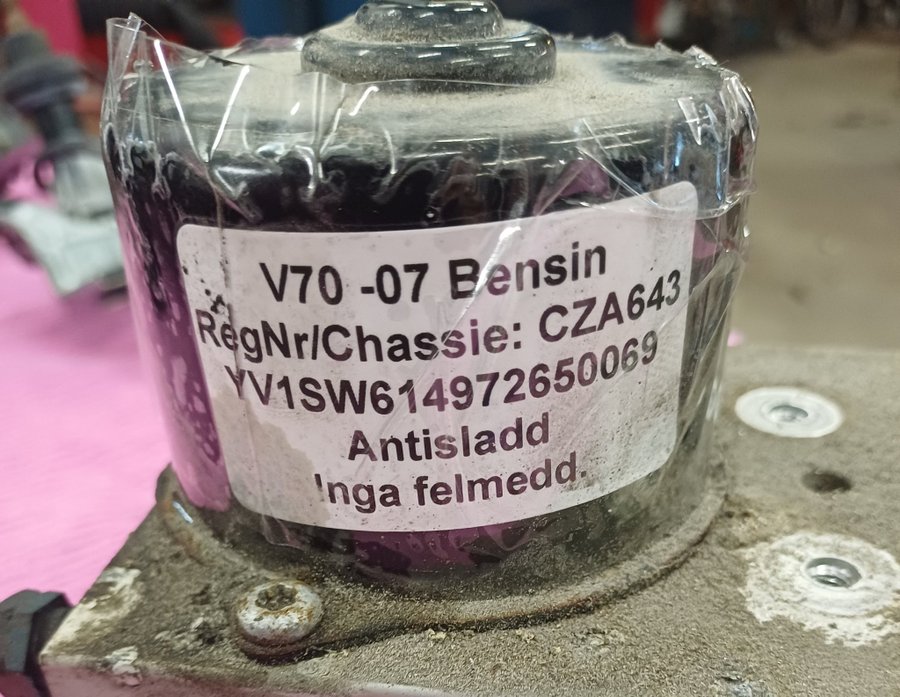 V70 -07 Bensin
RegNr/Chassie: CZA643
YV1SW614972650069
Antisladd
Inga felmedd.